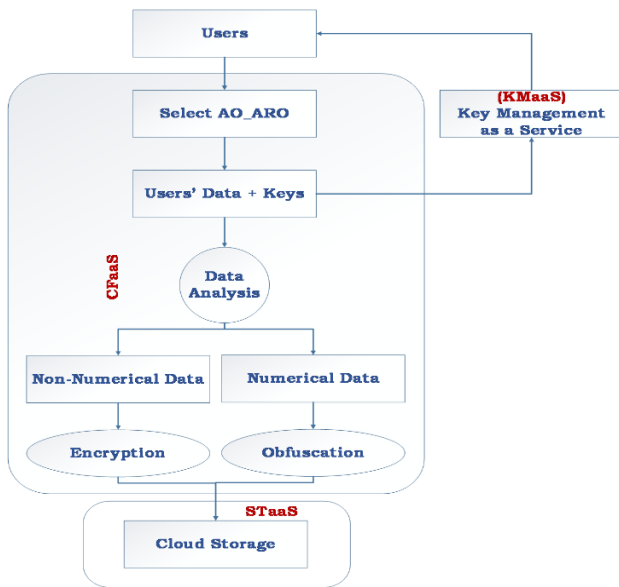 Users
(KMaaS)
Key Management
as a Service
Select AO_ARO
Users' Data + Keys
CFaaS
Data
Analysis
Non-Numerical Data
Numerical Data
Encryption
Obfuscation
STaaS
Cloud Storage